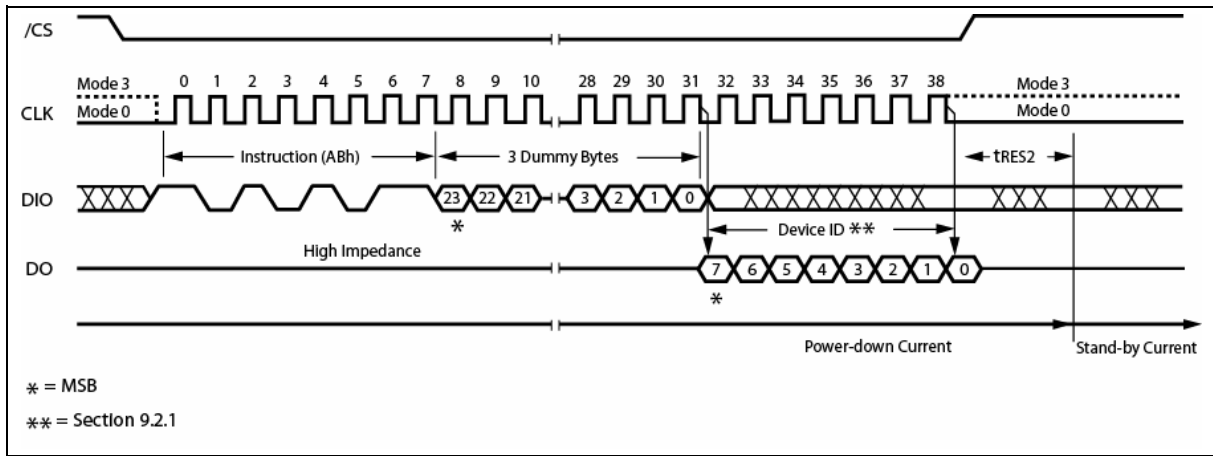 /CS
0 1 2 3 4 5 6 7 8 9 10 28 29 30 31 32 33 34 35 36 37 38
Mode 3 Mode 3
CLK Mode 0 Mode 0
Instruction (ABh) 3 Dummy Bytes tRES2
DIO 23 22 21 3 2 1 0
* Device ID **
High Impedance
DO 7 6 5 4 3 2 1 0
*
Power-down Current Stand-by Current
* = MSB
** = Section 9.2.1